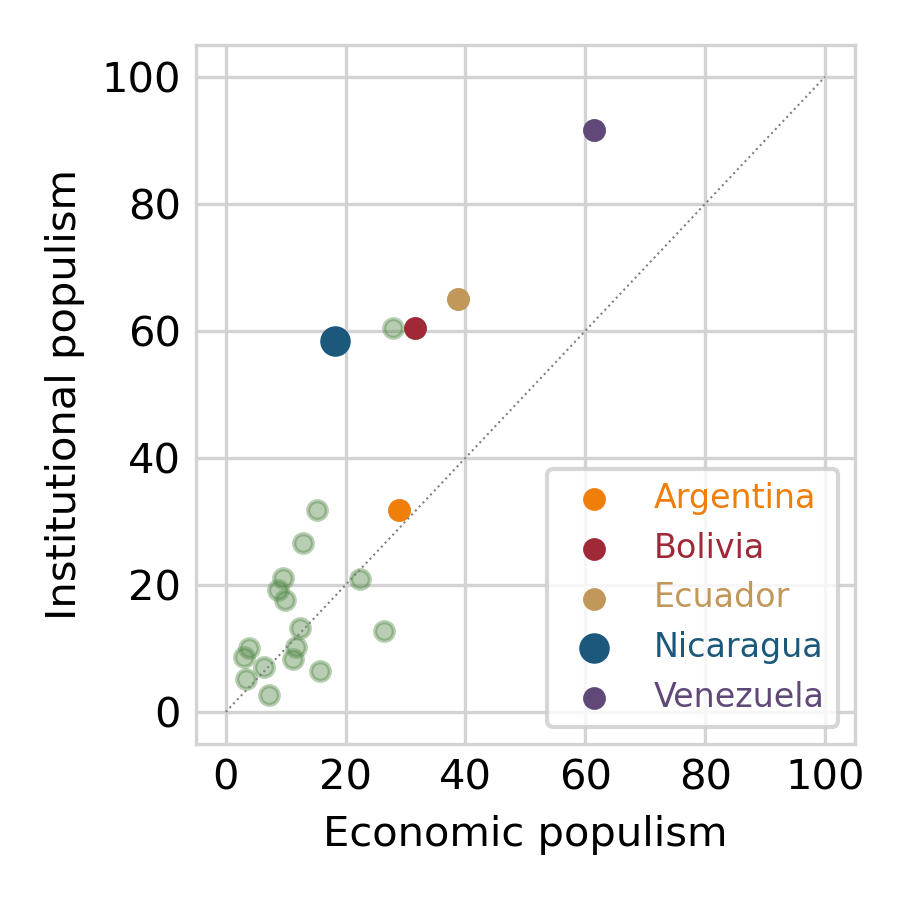 100
80
60
40
20
0
Institutional populism
Argentina
Bolivia
Ecuador
Nicaragua
Venezuela
0 20 40 60 80 100
Economic populism